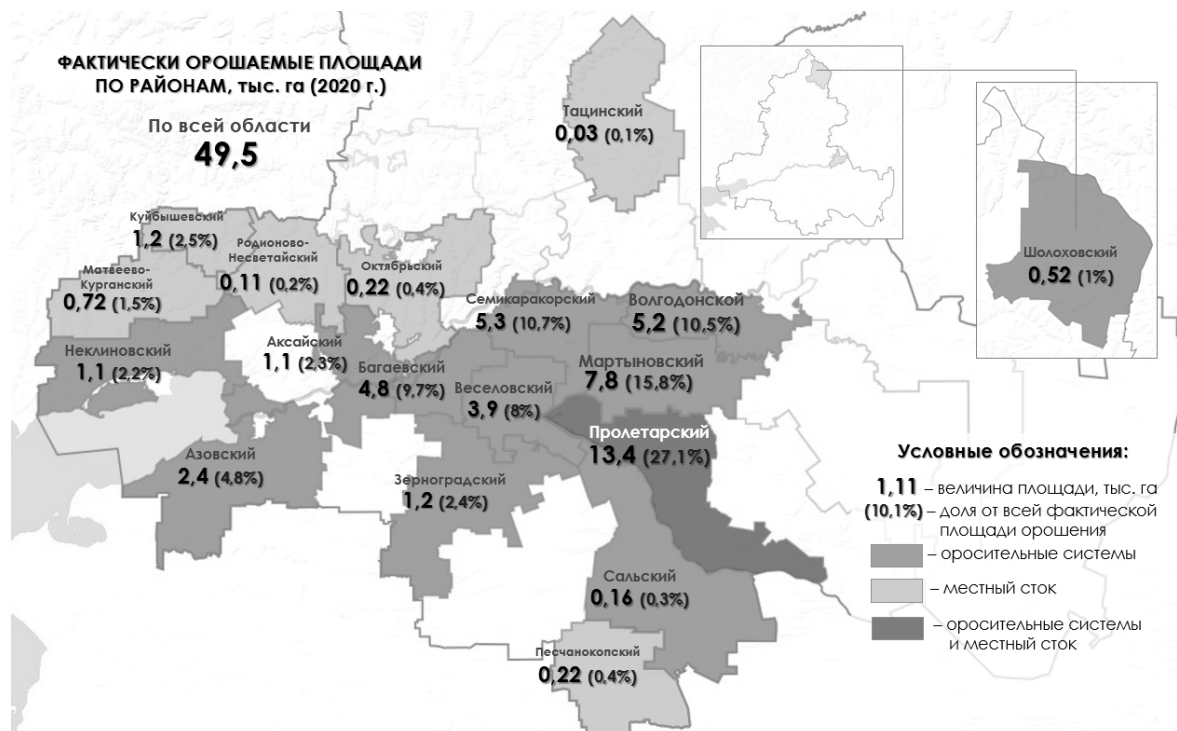 ФАКТИЧЕСКИ ОРОШАЕМЫЕ ПЛОЩАДИ
ПО РАЙОНАМ, тыс. га (2020 г.)
По всей области
49,5
Тацинский
0,03 (0,1%)
Куйбышевский
1,2 (2,5%)
Родионово-
Несветайский
0,11 (0,2%)
Октябрьский
0,22 (0,4%)
Матвеево-
Курганский
0,72 (1,5%)
Шолоховский
0,52 (1%)
Семикаракорский
5,3 (10,7%)
Волгодонской
5,2 (10,5%)
Неклиновский
1,1 (2,2%)
Аксайский
1,1 (2,3%)
Багаевский
4,8 (9,7%)
Мартыновский
7,8 (15,8%)
Веселовский
3,9 (8%)
Пролетарский
13,4 (27,1%)
Азовский
2,4 (4,8%)
Зерноградский
1,2 (2,4%)
Сальский
0,16 (0,3%)
Песчанокопский
0,22 (0,4%)
Условные обозначения:
1,11 – величина площади, тыс. га
(10,1%) – доля от всей фактической
площади орошения
– оросительные системы
– местный сток
– оросительные системы
и местный сток